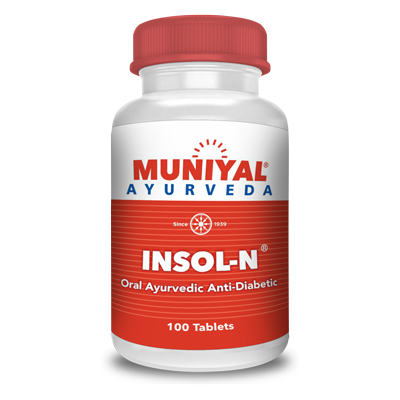 MUNIYAL®
AYURVEDA
Since 1939
INSOL-N®
Oral Ayurvedic Anti-Diabetic
100 Tablets